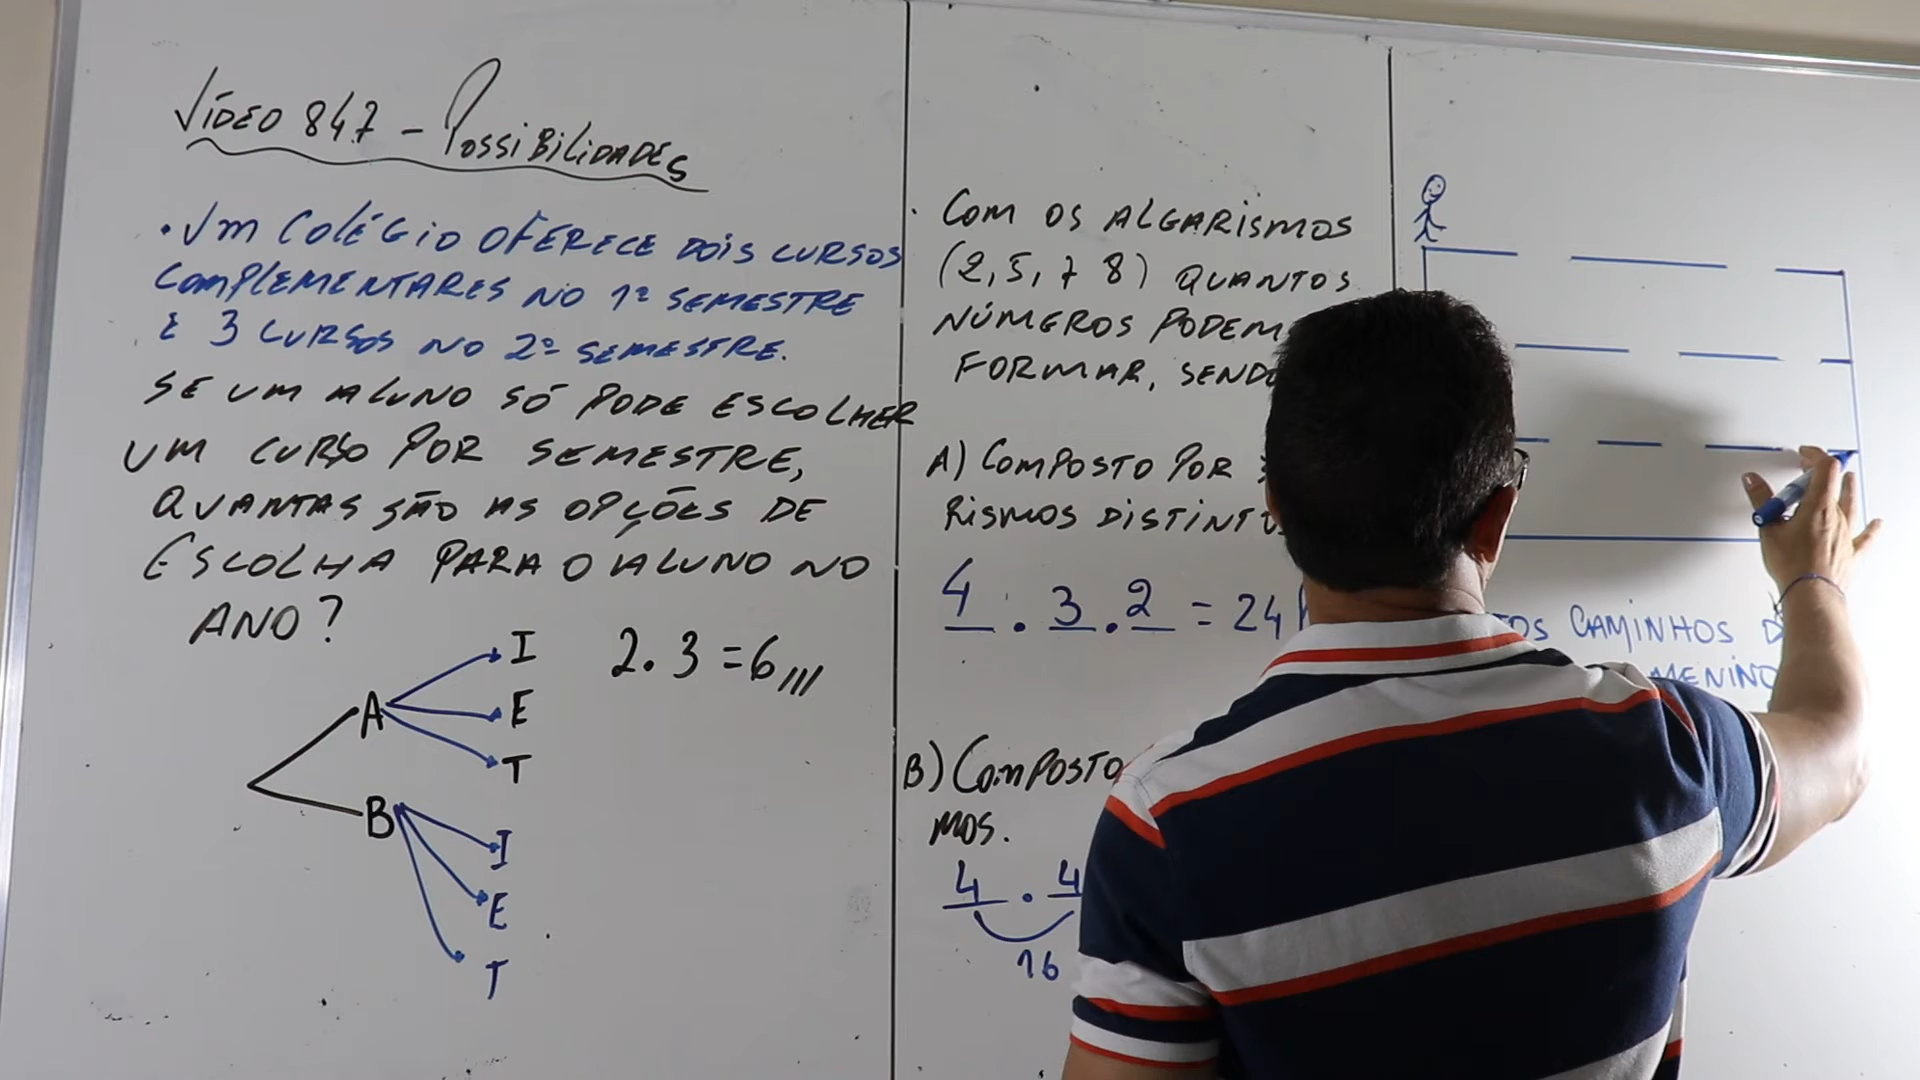 VÍDEO 847 - POSSIBILIDADES
. UM COLÉGIO OFERECE DOIS CURSOS
COMPLEMENTARES NO 1º SEMESTRE
E 3 CURSOS NO 2º SEMESTRE.
SE UM ALUNO SÓ PODE ESCOLHER
UM CURSO POR SEMESTRE,
QUANTAS SÃO AS OPÇÕES DE
ESCOLHA PARA O ALUNO NO
ANO?
2 . 3 = 6
A
I
E
T
B
I
E
T
. COM OS ALGARISMOS
(2, 5, 7 8) QUANTOS
NÚMEROS PODEM
FORMAR, SENDO
A) COMPOSTO POR
RISMOS DISTINTOS
4 . 3 . 2 = 24
B) COMPOSTO
MOS.
4 . 4
16
CAMINHOS
MENINO